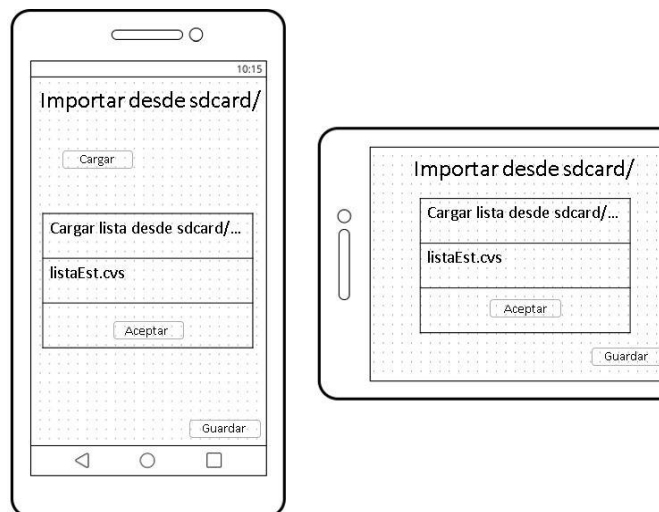 10:15
Importar desde sdcard/
Cargar
Cargar lista desde sdcard/...
listaEst.cvs
Aceptar
Guardar
Importar desde sdcard/
Cargar lista desde sdcard/...
listaEst.cvs
Aceptar
Guardar